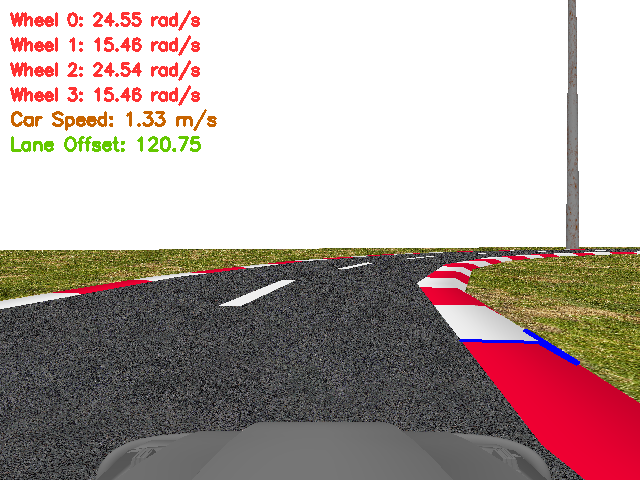 Wheel 0: 24.55 rad/s
Wheel 1: 15.46 rad/s
Wheel 2: 24.54 rad/s
Wheel 3: 15.46 rad/s
Car Speed: 1.33 m/s
Lane Offset: 120.75